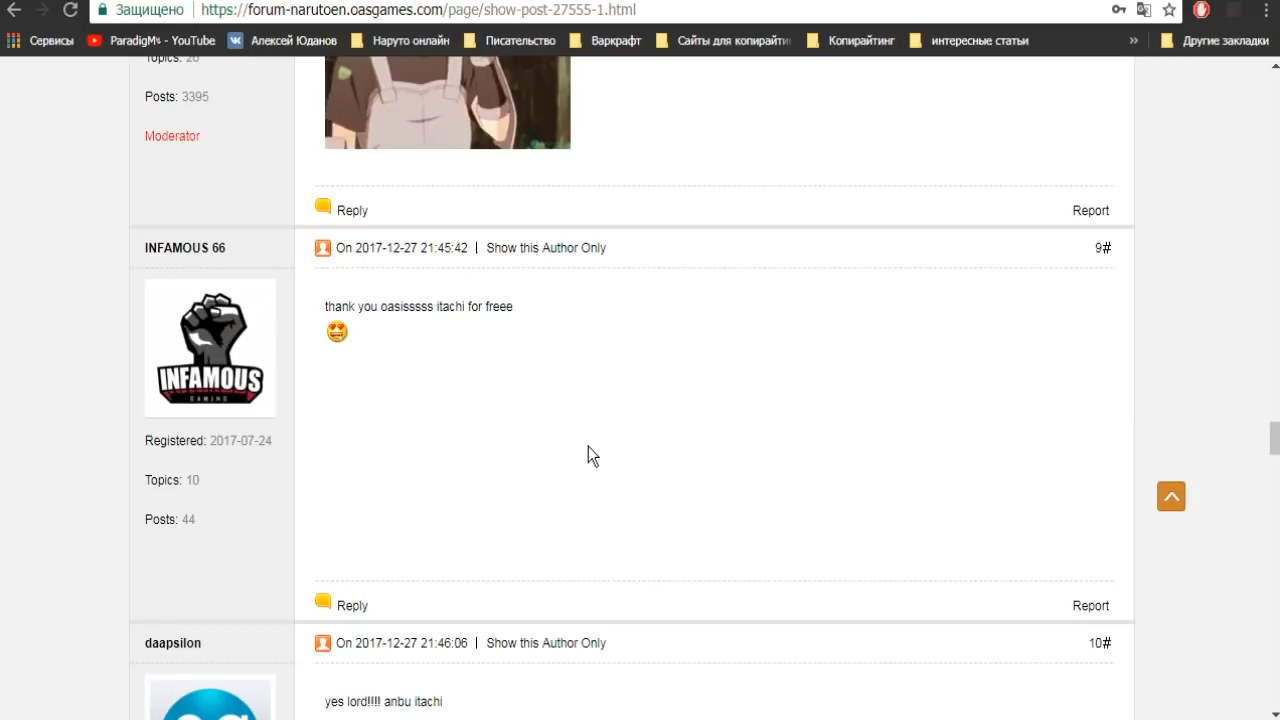 Защищено https://forum-narutoen.oasgames.com/page/show-post-27555-1.html
Сервисы ParadigMъ - YouTube Алексей Юданов Наруто онлайн Писательство Варкрафт Сайты для копирайти Копирайтинг интересные статьи » Другие закладки
Topics: 20
Posts: 3395
Moderator
Reply Report
INFAMOUS 66 On 2017-12-27 21:45:42 | Show this Author Only 9#
thank you oasisssss itachi for freee
INFAMOUS
GAMING
Registered: 2017-07-24
Topics: 10
Posts: 44
Reply Report
daapsilon On 2017-12-27 21:46:06 | Show this Author Only 10#
yes lord!!!! anbu itachi